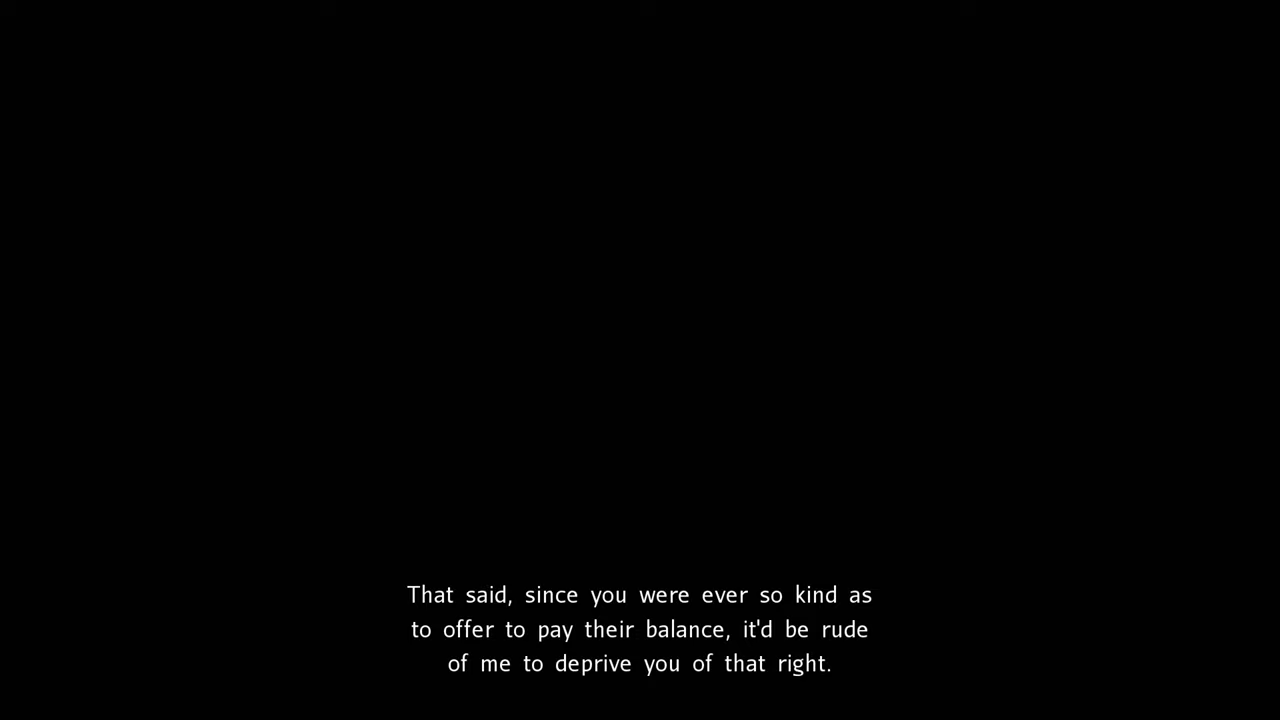 That said, since you were ever so kind as
to offer to pay their balance, it'd be rude
of me to deprive you of that right.